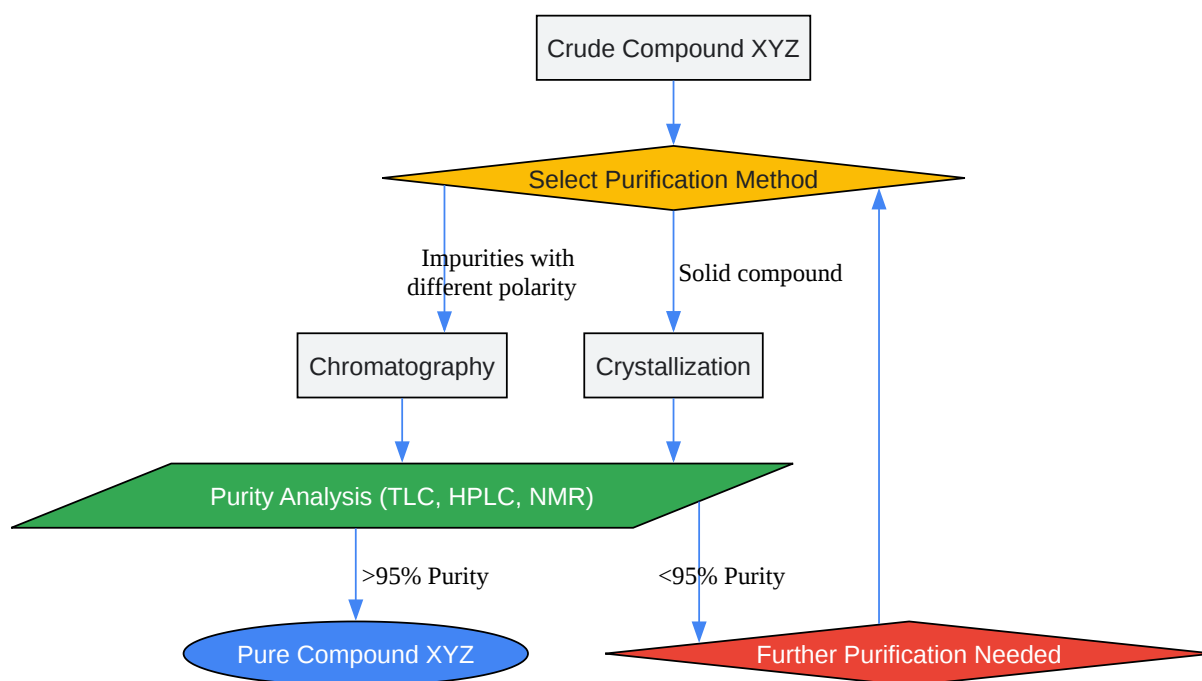 Crude Compound XYZ
Select Purification Method
Impurities with
different polarity
Solid compound
Chromatography
Crystallization
Purity Analysis (TLC, HPLC, NMR)
>95% Purity
<95% Purity
Pure Compound XYZ
Further Purification Needed